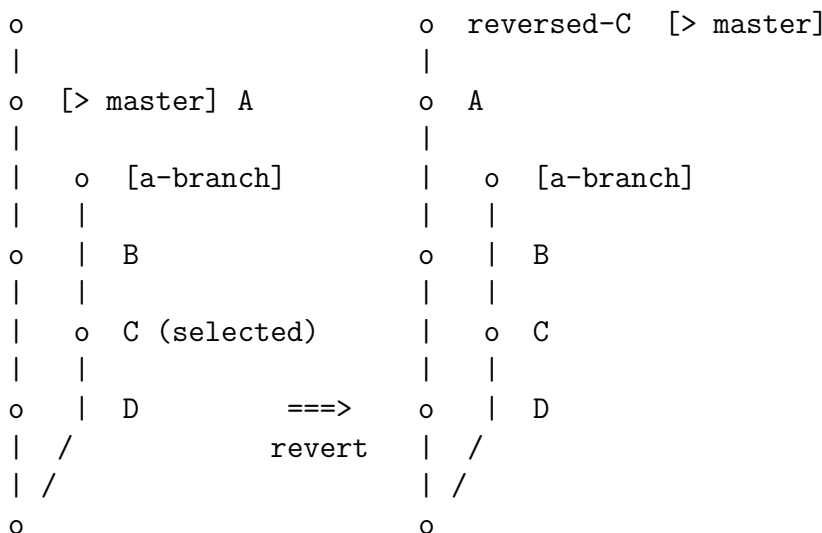 o                       o  reversed-C  [> master]
|                       |
o  [> master] A         o  A
|                       |
|   o  [a-branch]       |   o  [a-branch]
|   |                   |   |
o   |  B                o   |  B
|   |                   |   |
|   o  C (selected)     |   o  C
|   |                   |   |
o   |  D        ===>    o   |  D
|  /           revert   |  /
| /                     | /
o                       o